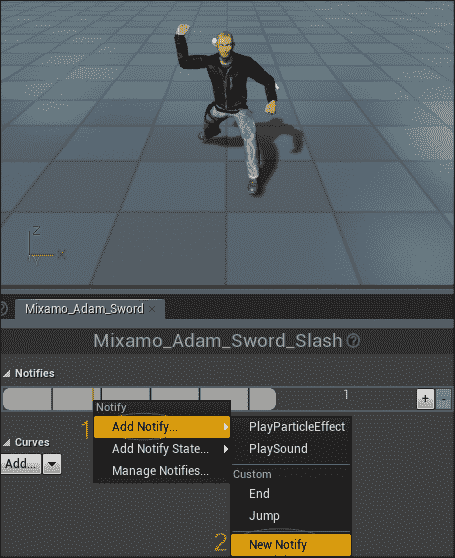 Z
X
Mixamo_Adam_Sword
Mixamo_Adam_Sword_Slash
Notifies
1
Notify
1
Add Notify...
PlayParticleEffect
Add Notify State...
PlaySound
Manage Notifies...
Curves
Add...
Custom
End
Jump
2
New Notify